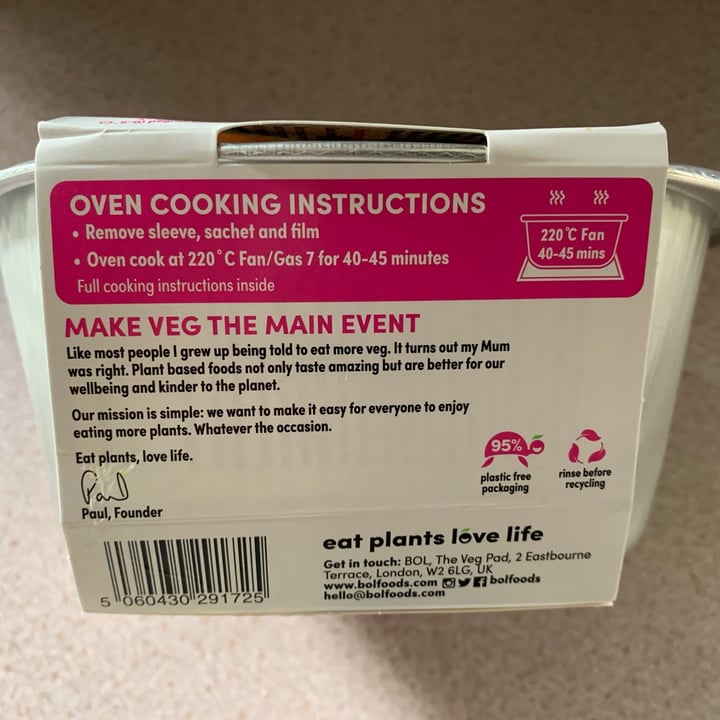 OVEN COOKING INSTRUCTIONS
• Remove sleeve, sachet and film
• Oven cook at 220°C Fan/Gas 7 for 40-45 minutes
Full cooking instructions inside
220°C Fan
40-45 mins
MAKE VEG THE MAIN EVENT
Like most people I grew up being told to eat more veg. It turns out my Mum
was right. Plant based foods not only taste amazing but are better for our
wellbeing and kinder to the planet.
Our mission is simple: we want to make it easy for everyone to enjoy
eating more plants. Whatever the occasion.
Eat plants, love life.
Paul
Paul, Founder
95%
plastic free
packaging
rinse before
recycling
5 060430 291725
eat plants love life
Get in touch: BOL, The Veg Pad, 2 Eastbourne
Terrace, London, W2 6LG, UK
www.bolfoods.com bolfoods
hello@bolfoods.com